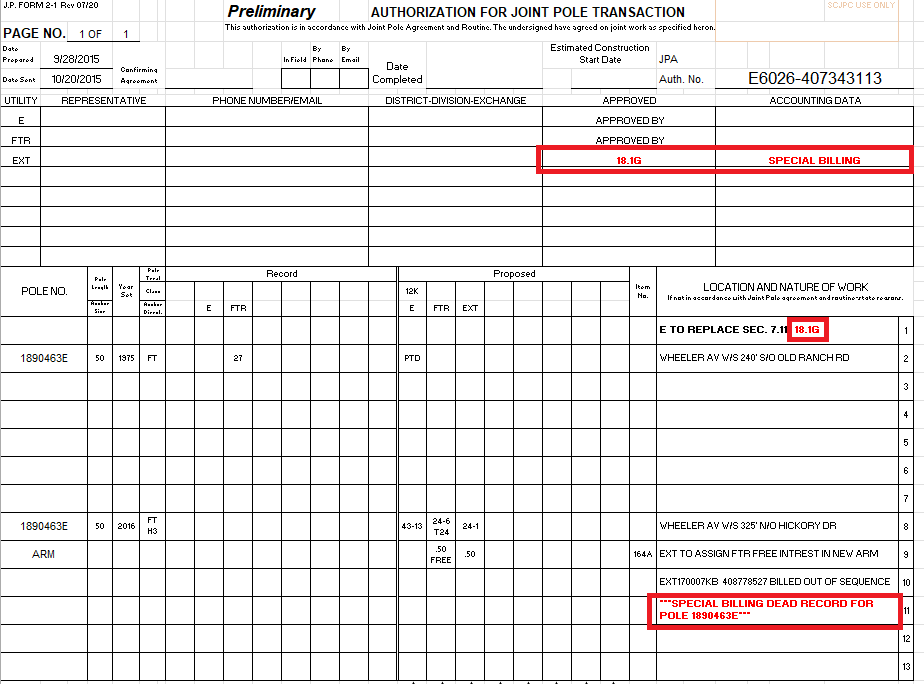 J.P. FORM 2-1 Rev 07/20
Preliminary
AUTHORIZATION FOR JOINT POLE TRANSACTION
SCJPC USE ONLY
This authorization is in accordance with Joint Pole Agreement and Routine. The undersigned have agreed on joint work as specified heron.
PAGE NO. 1 OF 1
Date Prepared 9/28/2015
Date Sent 10/20/2015
Confirming Agreement
In Field
By Phone
By Email
Date Completed
Estimated Construction Start Date
JPA
Auth. No. E6026-407343113
UTILITY REPRESENTATIVE PHONE NUMBER/EMAIL DISTRICT-DIVISION-EXCHANGE APPROVED ACCOUNTING DATA
E APPROVED BY
FTR APPROVED BY
EXT 18.1G SPECIAL BILLING
POLE NO.
Pole Length
Anchor Size
Year Set
Pole Treat
Class
Anchor Direct.
Record
E FTR
Proposed
12K
E FTR EXT
Item No.
LOCATION AND NATURE OF WORK
If not in accordance with Joint Pole agreement and routine-state reasons.
E TO REPLACE SEC. 7.11 18.1G 1
1890463E 50 1975 FT 27 PTD WHEELER AV W/S 240' S/O OLD RANCH RD 2
3
4
5
6
7
1890463E 50 2016 FT H3 43-13 24-6 T24 24-1 WHEELER AV W/S 325' N/O HICKORY DR 8
ARM .50 FREE .50 164A EXT TO ASSIGN FTR FREE INTREST IN NEW ARM 9
EXT170007KB 408778527 BILLED OUT OF SEQUENCE 10
***SPECIAL BILLING DEAD RECORD FOR
POLE 1890463E*** 11
12
13